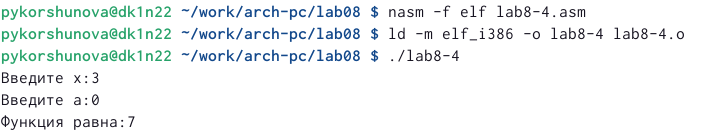 pykorshunova@dk1n22 ~/work/arch-pc/lab08 $ nasm -f elf lab8-4.asm
pykorshunova@dk1n22 ~/work/arch-pc/lab08 $ ld -m elf_i386 -o lab8-4 lab8-4.o
pykorshunova@dk1n22 ~/work/arch-pc/lab08 $ ./lab8-4
Введите х:3
Введите а:0
Функция равна:7